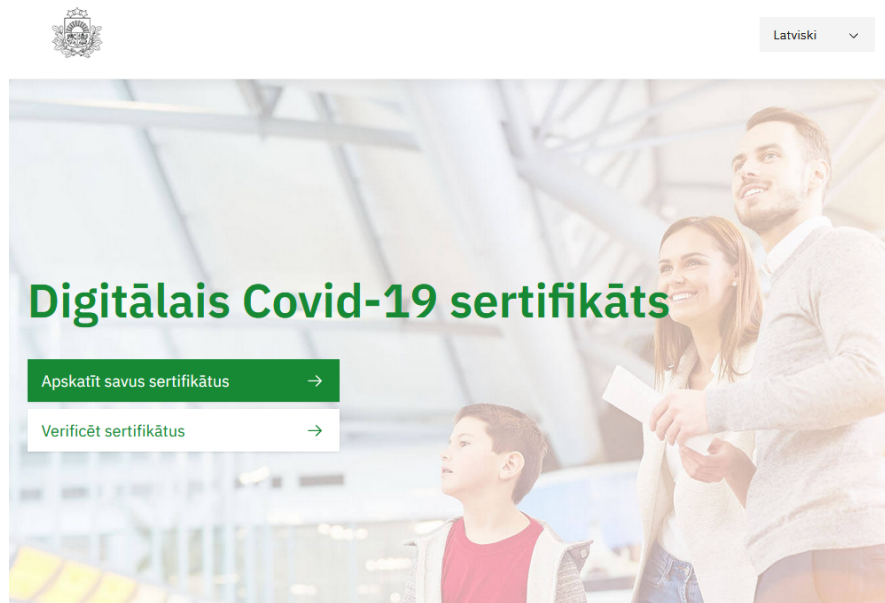 Latviski
Digitālais Covid-19 sertifikāts
Apskatīt savus sertifikātus
Verificēt sertifikātus